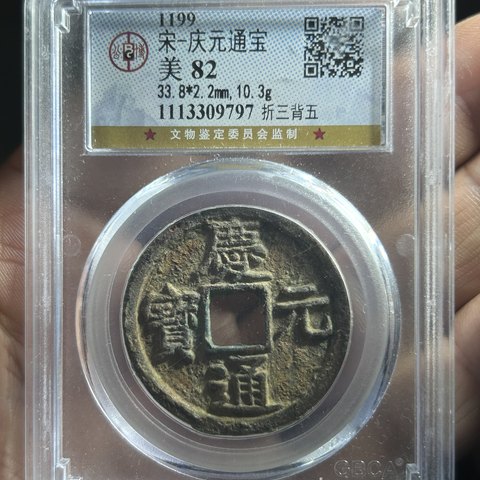 1199
宋-庆元通宝
美 82
33.8*2.2mm,10.3g
1113309797 折三背五
★ 文物鉴定委员会监制 ★
慶
寶 元
通
GBCA